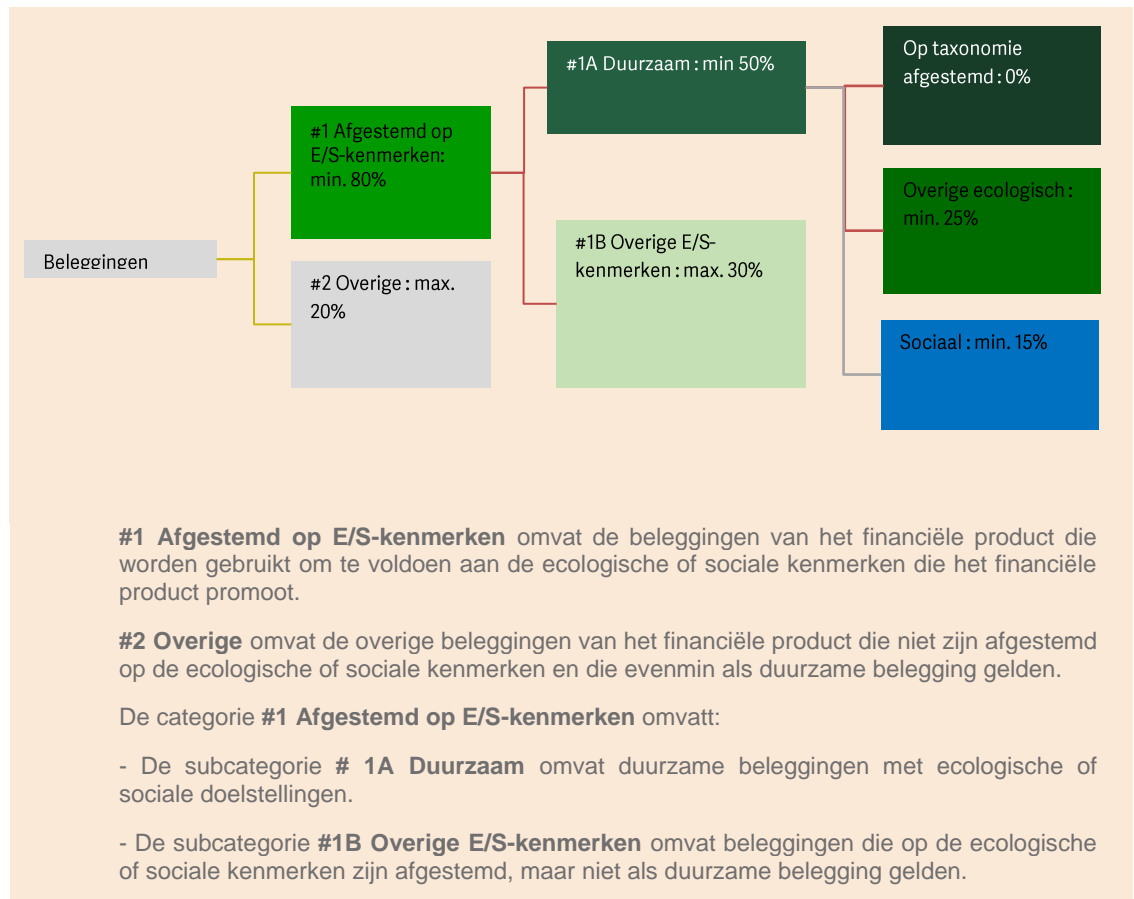 #1A Duurzaam : min 50%
Op taxonomie
afgestemd : 0%
#1 Afgestemd op
E/S-kenmerken:
min. 80%
Overige ecologisch :
min. 25%
#1B Overige E/S-
kenmerken : max. 30%
Beleggingen
#2 Overige : max.
20%
Sociaal : min. 15%
#1 Afgestemd op E/S-kenmerken omvat de beleggingen van het financiële product die
worden gebruikt om te voldoen aan de ecologische of sociale kenmerken die het financiële
product promoot.
#2 Overige omvat de overige beleggingen van het financiële product die niet zijn afgestemd
op de ecologische of sociale kenmerken en die evenmin als duurzame belegging gelden.
De categorie #1 Afgestemd op E/S-kenmerken omvatt:
- De subcategorie # 1A Duurzaam omvat duurzame beleggingen met ecologische of
sociale doelstellingen.
- De subcategorie #1B Overige E/S-kenmerken omvat beleggingen die op de ecologische
of sociale kenmerken zijn afgestemd, maar niet als duurzame belegging gelden.